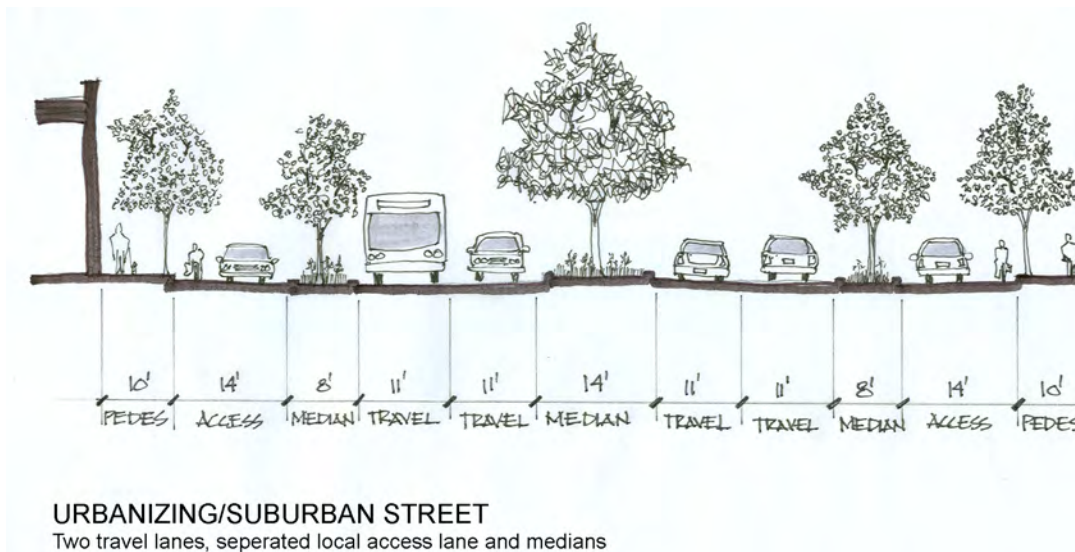 10' 14' 8' 11' 11' 14' 11' 11' 8' 14' 10'
PEDES ACCESS MEDIAN TRAVEL TRAVEL MEDIAN TRAVEL TRAVEL MEDIAN ACCESS PEDES
URBANIZING/SUBURBAN STREET
Two travel lanes, seperated local access lane and medians